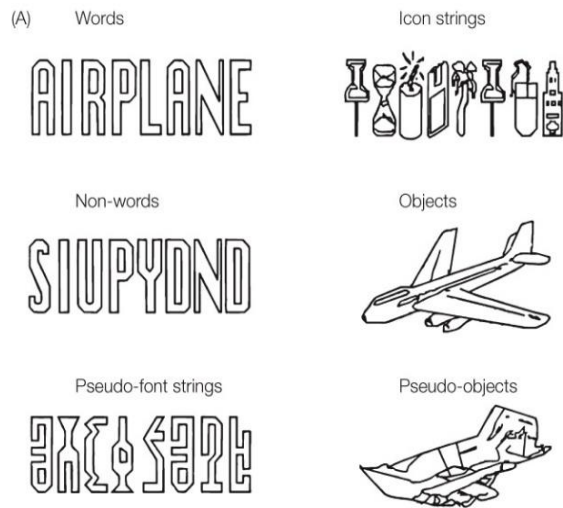 (A) Words Icon strings
AIRPLANE
Non-words Objects
SIUPYDND
Pseudo-font strings Pseudo-objects